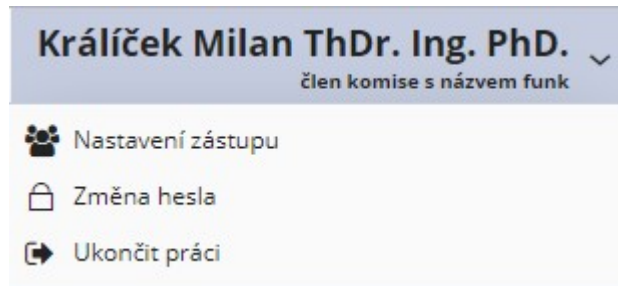 Králíček Milan ThDr. Ing. PhD.
člen komise s názvem funk
Nastavení zástupu
Změna hesla
Ukončit práci